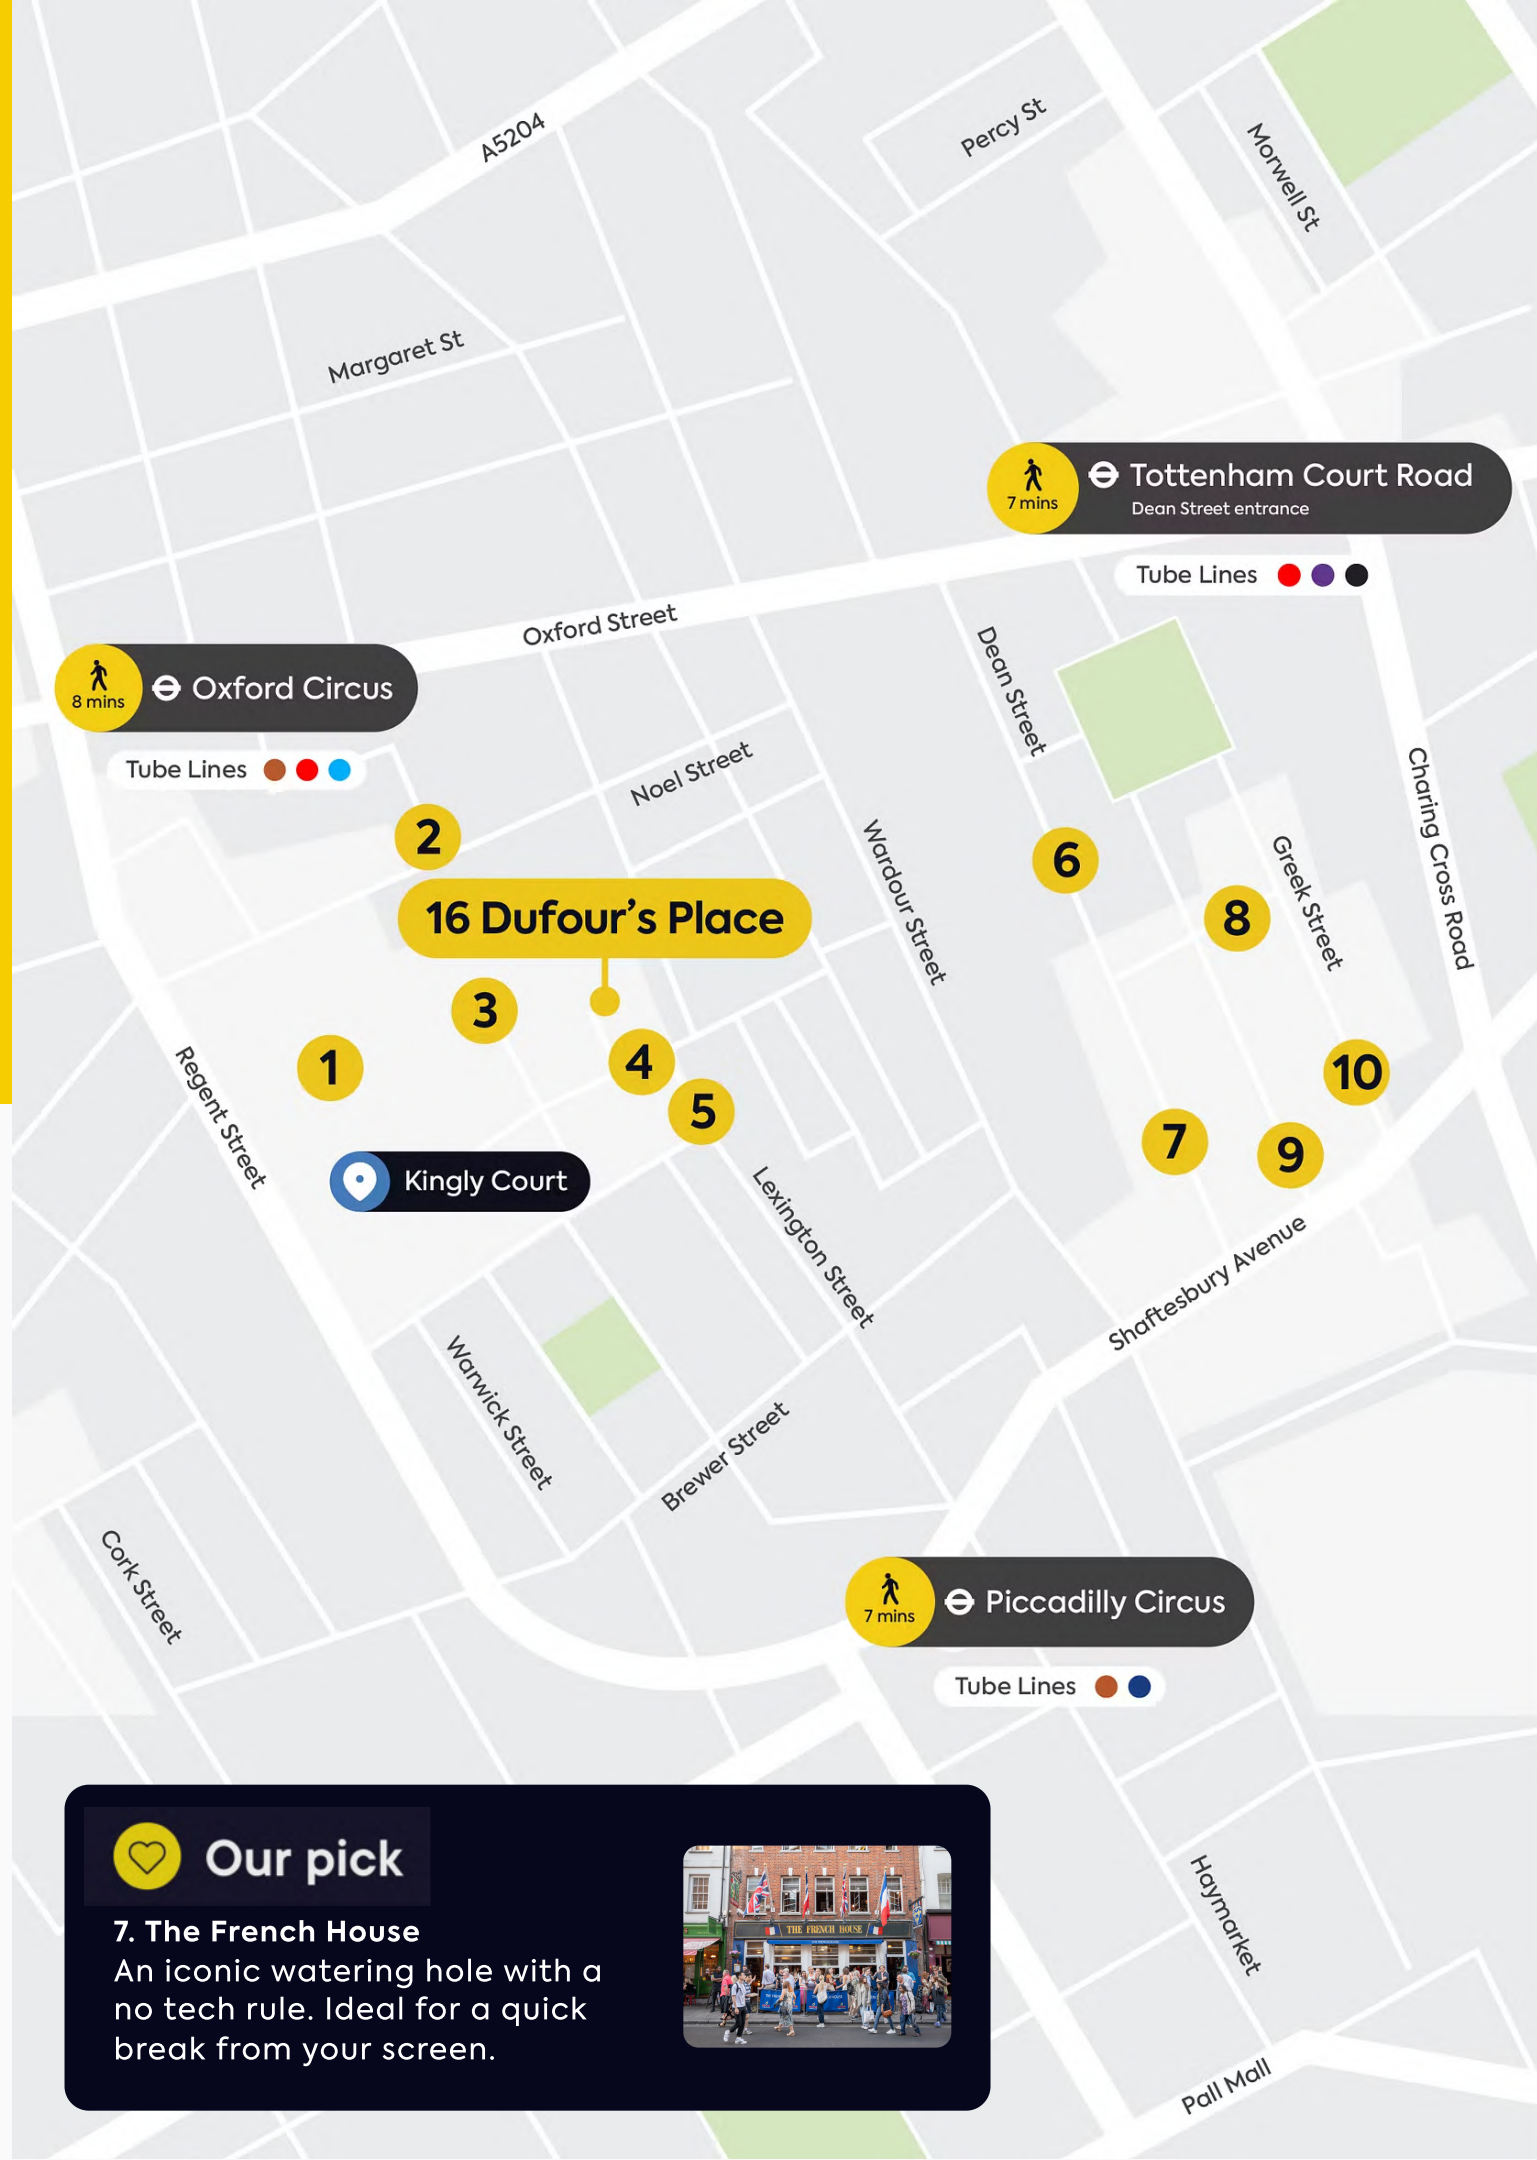 A5204
Percy St
Morwell St
Margaret St
7 mins
Tottenham Court Road
Dean Street entrance
Tube Lines
Oxford Street
8 mins
Oxford Circus
Tube Lines
Dean Street
Noel Street
Charing Cross Road
2
Wardour Street
6
Greek Street
8
16 Dufour's Place
3
1
4
10
5
Regent Street
7
9
Kingly Court
Lexington Street
Shaftesbury Avenue
Warwick Street
Brewer Street
Cork Street
7 mins
Piccadilly Circus
Tube Lines
Our pick
7. The French House
An iconic watering hole with a
no tech rule. Ideal for a quick
break from your screen.
THE FRENCH HOUSE
Haymarket
Pall Mall